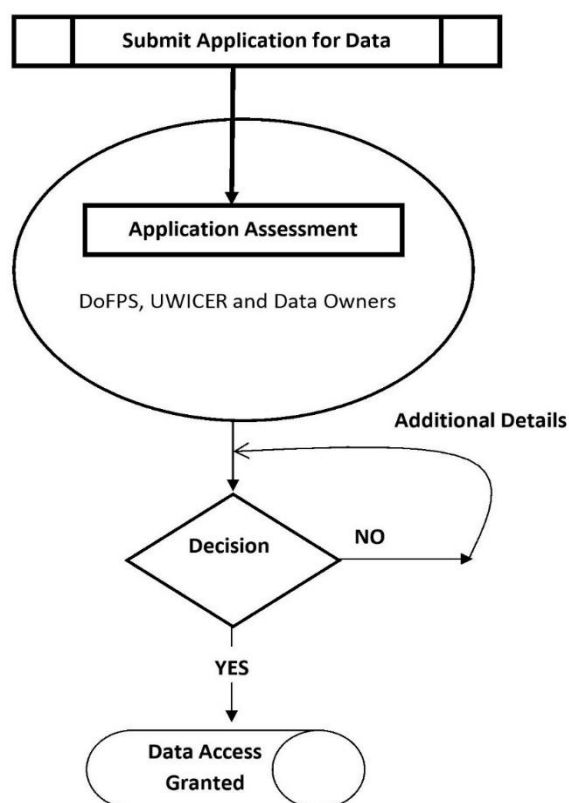 Submit Application for Data
Application Assessment
DoFPS, UWICER and Data Owners
Additional Details
Decision
NO
YES
Data Access
Granted